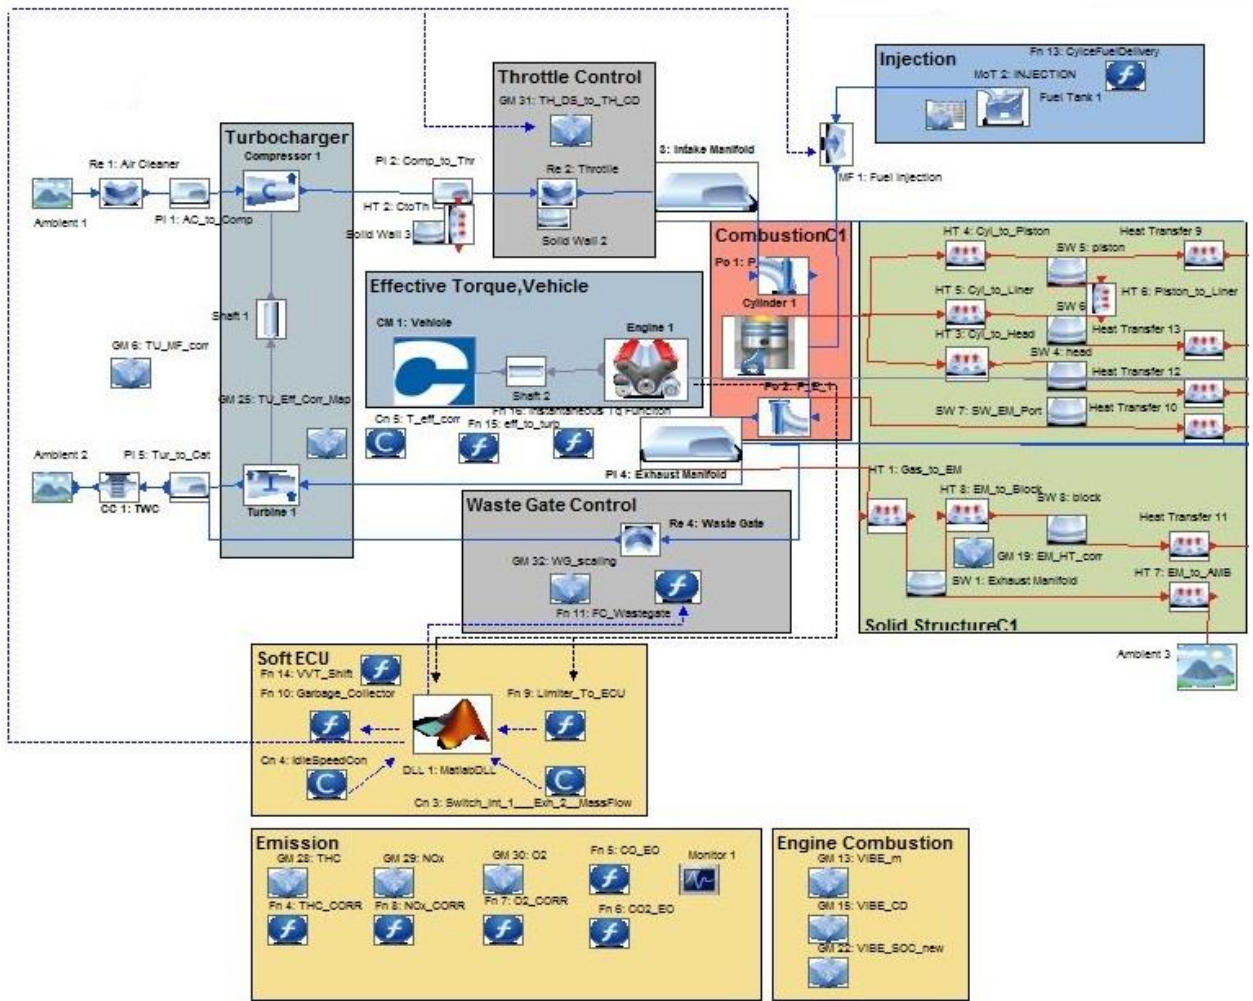 Injection
Fn 13: CylceFuelDelivery
MoT 2: INJECTION
Fuel Tank 1
Throttle Control
GM 31: TH_DS_to_TH_CD
Turbocharger
Compressor 1
Re 1: Air Cleaner
PI 2: Comp_to_Thr
Re 2: Throttle
3: Intake Manifold
MF 1: Fuel Injection
Ambient 1
PI 1: AC_to_Comp
HT 2: CtoTh
Solid Wall 3
Solid Wall 2
CombustionC1
Po 1: P_
Cylinder 1
HT 4: Cyl_to_Piston
Heat Transfer 9
SW 5: piston
HT 5: Cyl_to_Liner
SW 6
HT 6: Piston_to_Liner
HT 3: Cyl_to_Head
Heat Transfer 13
SW 4: head
Heat Transfer 12
SW 7: SW_EM_Port
Heat Transfer 10
Effective Torque,Vehicle
CM 1: Vehicle
Engine 1
Shaft 1
Shaft 2
GM 6: TU_MF_corr
GM 25: TU_Eff_Corr_Map
Po 2: P_E_1
Fn 16: Instantaneous Tq Funciton
Cn 5: T_eff_corr
Fn 15: eff_to_turb
Ambient 2
PI 5: Tur_to_Cat
CC 1: TWC
Turbine 1
PI 4: Exhaust Manifold
HT 1: Gas_to_EM
HT 8: EM_to_Block
SW 8: block
Heat Transfer 11
GM 19: EM_HT_corr
SW 1: Exhaust Manifold
HT 7: EM_to_AMB
Solid StructureC1
Ambient 3
Waste Gate Control
Re 4: Waste Gate
GM 32: WG_scaling
Fn 11: FC_Wastegate
Soft ECU
Fn 14: VVT_Shift
Fn 10: Garbage_Collector
Fn 9: Limiter_To_ECU
Cn 4: IdleSpeedCon
DLL 1: MatlabDLL
Cn 3: Switch_Int_1___Exh_2__MassFlow
Emission
GM 28: THC
GM 29: NOx
GM 30: O2
Fn 5: CO_EO
Monitor 1
Fn 4: THC_CORR
Fn 8: NOx_CORR
Fn 7: O2_CORR
Fn 6: CO2_EO
Engine Combustion
GM 13: VIBE_m
GM 15: VIBE_CD
GM 22: VIBE_SOC_new